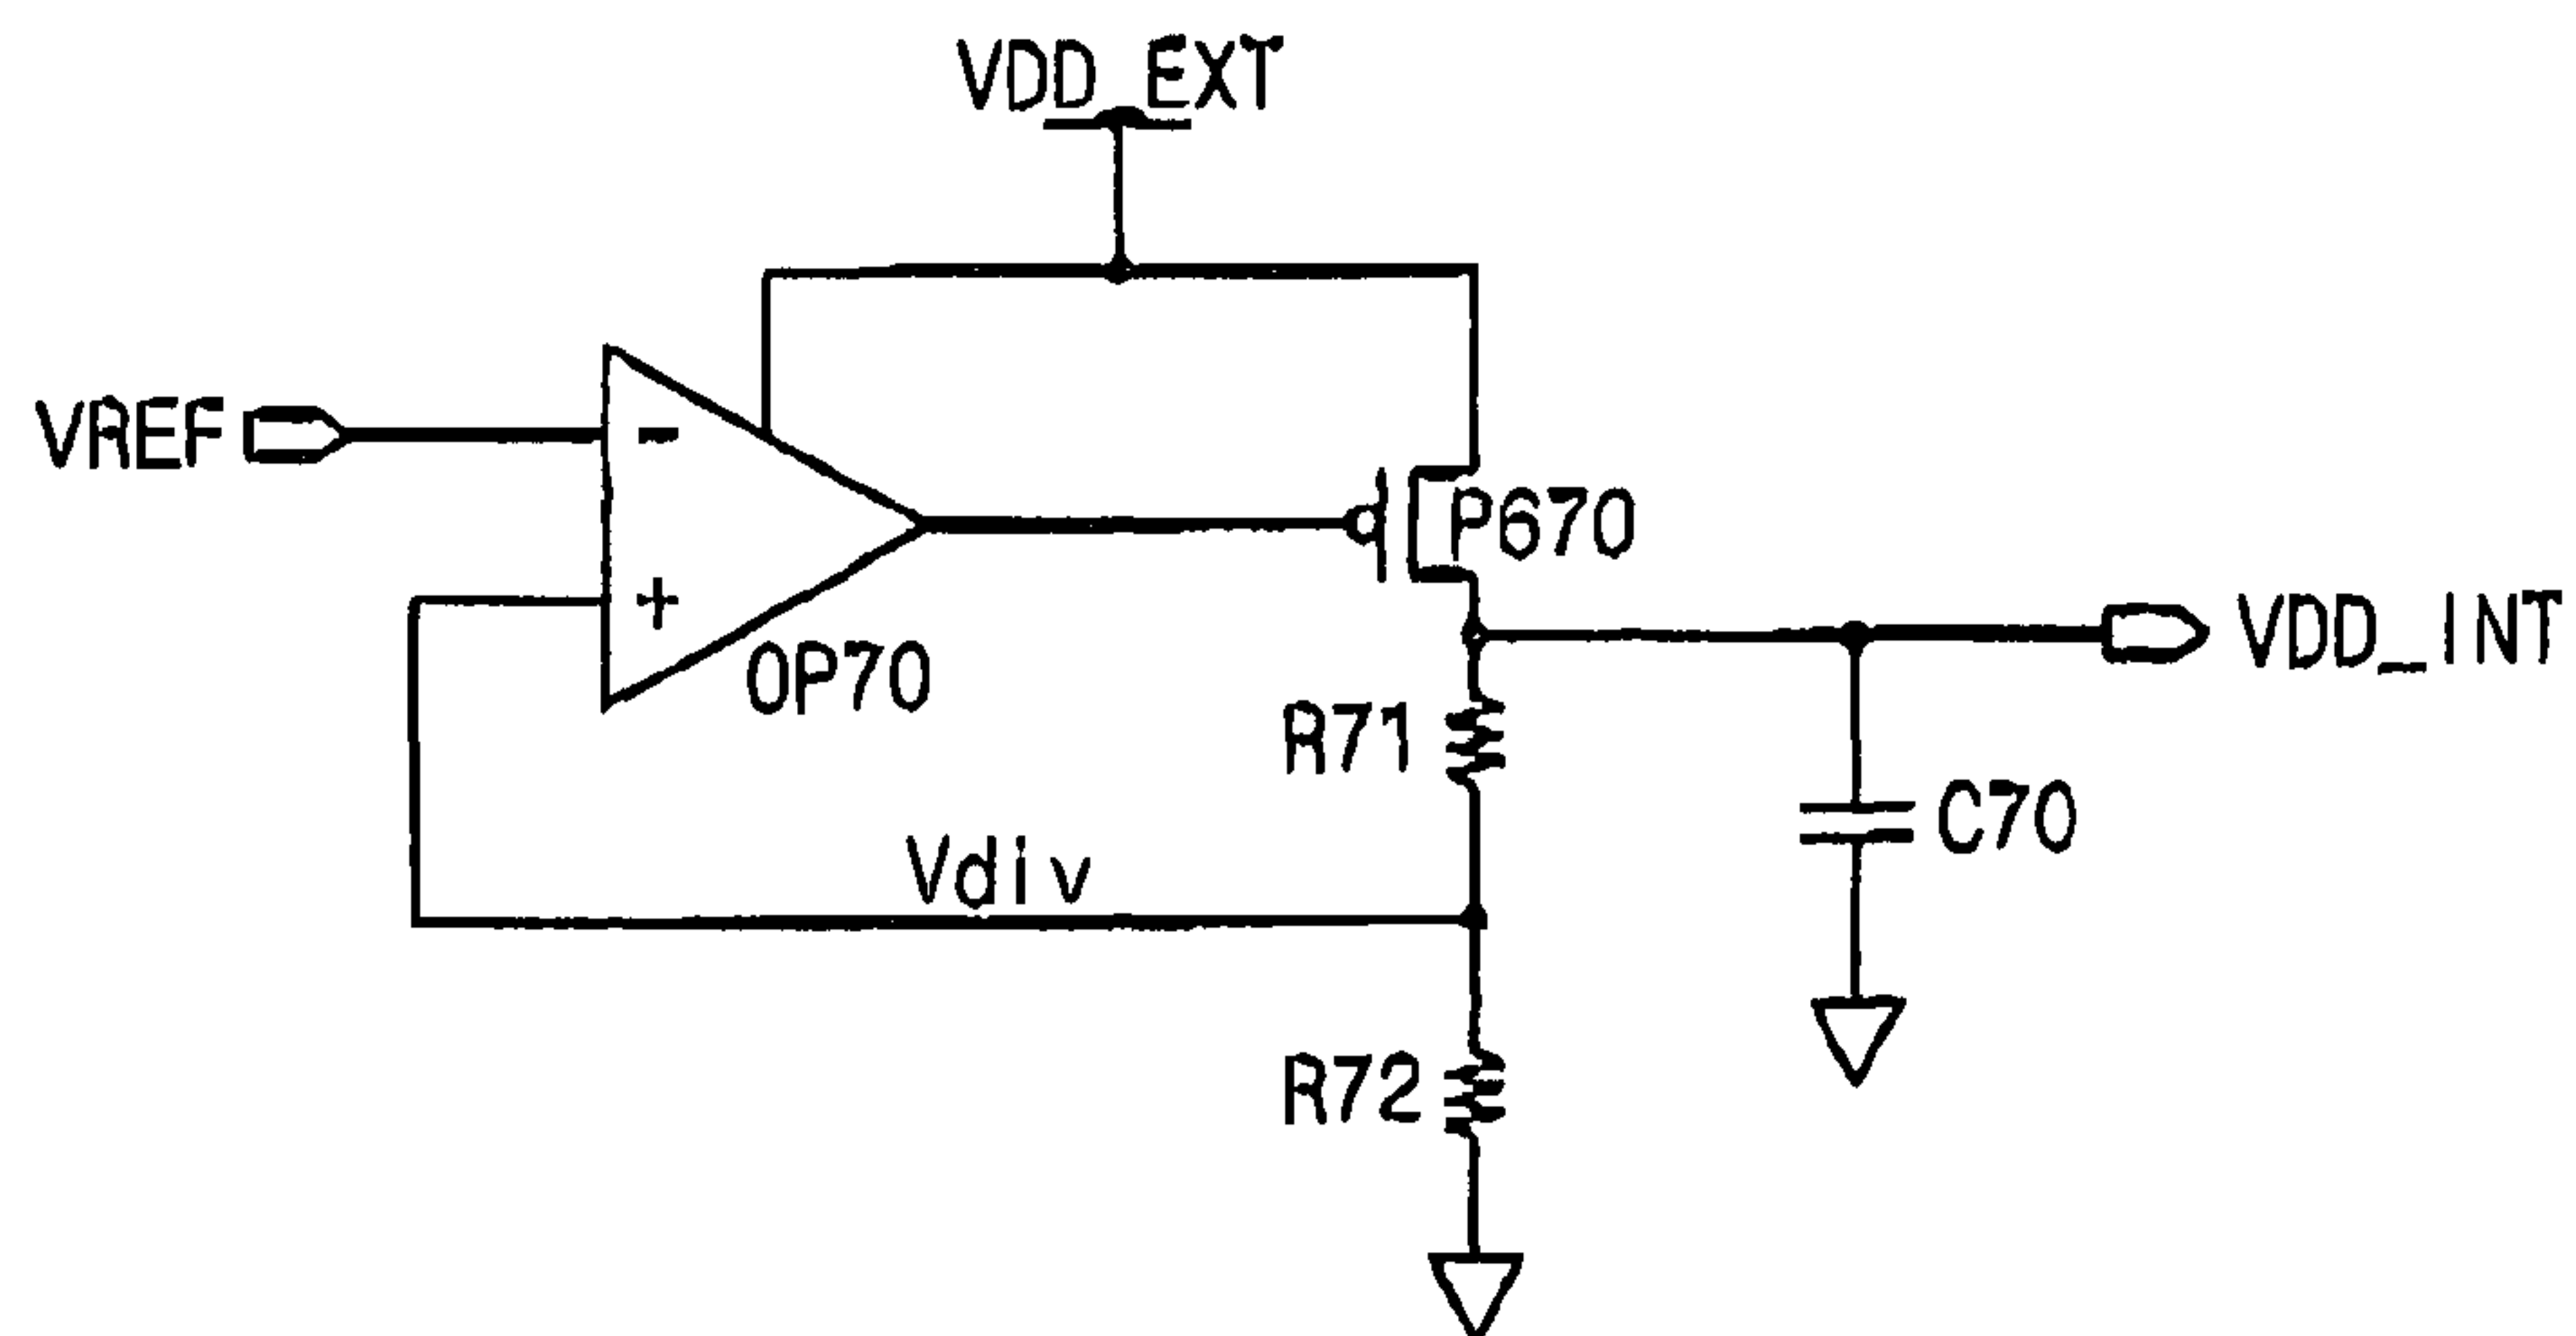 VDD_EXT
VREF
-
P670
+
OP70
VDD_INT
R71
C70
Vdiv
R72